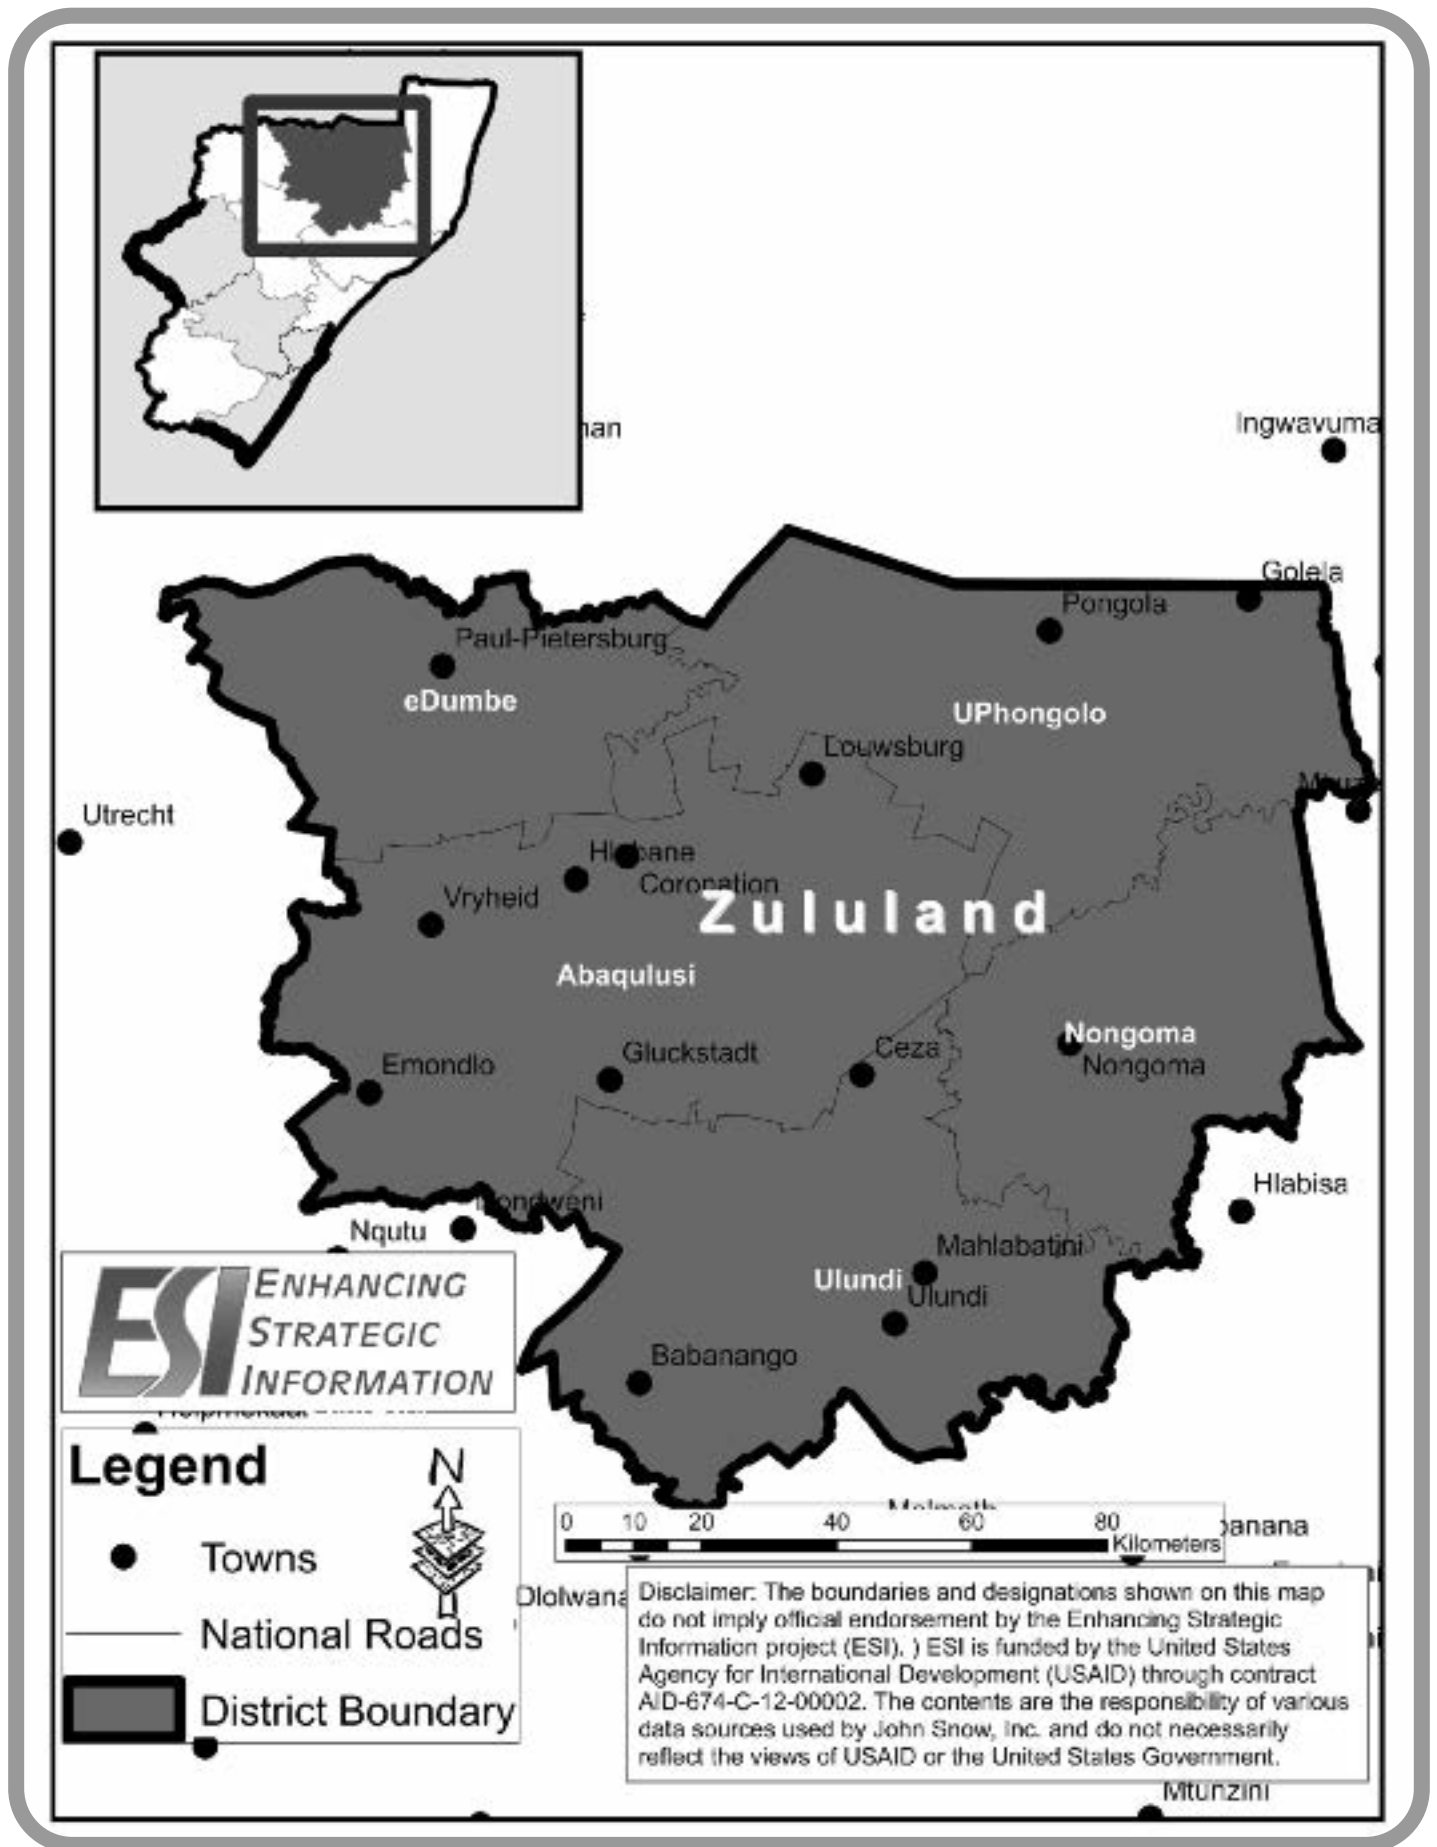 Ingwavuma
Golela
Pongola
Paul-Pietersburg
eDumbe
UPhongolo
Louwsburg
Utrecht
Hlobane
Coronation
Vryheid
Zululand
Abaqulusi
Nongoma
Ceza
Gluckstadt
Emondlo
Nongoma
Hlabisa
Nqutu
Mahlabatini
Ulundi
Ulundi
Babanango
ENHANCING
STRATEGIC
INFORMATION
Legend
N
Towns
National Roads
District Boundary
0 10 20 40 60 80
Kilometers
Disclaimer: The boundaries and designations shown on this map
do not imply official endorsement by the Enhancing Strategic
Information project (ESI). ) ESI is funded by the United States
Agency for International Development (USAID) through contract
AID-674-C-12-00002. The contents are the responsibility of various
data sources used by John Snow, Inc. and do not necessarily
reflect the views of USAID or the United States Government.
Mtunzini